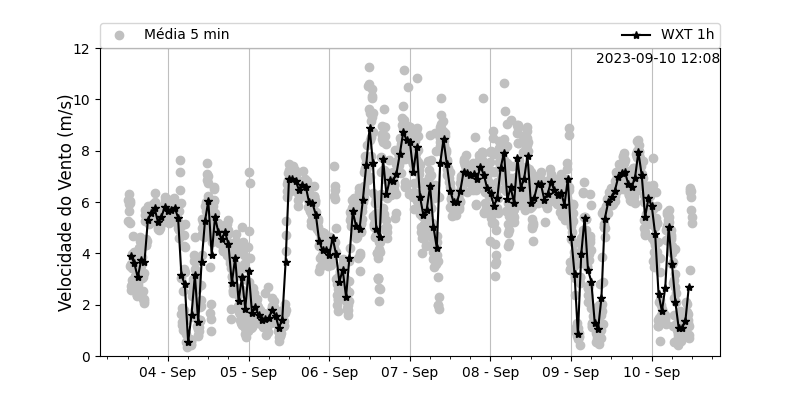 Média 5 min
WXT 1h
2023-09-10 12:08
Velocidade do Vento (m/s)
12
10
8
6
4
2
0
04 - Sep
05 - Sep
06 - Sep
07 - Sep
08 - Sep
09 - Sep
10 - Sep